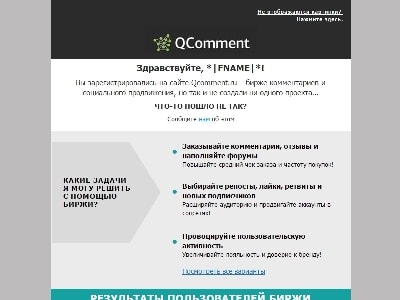 Не отображаются картинки?
Нажмите здесь.
QComment
Здравствуйте, *|FNAME|*!
Вы зарегистрировались на сайте Qcomment.ru – бирже комментариев и
социального продвижения, но так и не создали ни одного проекта...
ЧТО-ТО ПОШЛО НЕ ТАК?
Сообщите нам об этом
КАКИЕ ЗАДАЧИ
Я МОГУ РЕШИТЬ
С ПОМОЩЬЮ
БИРЖИ?
Заказывайте комментарии, отзывы и
наполняйте форумы
Повышайте средний чек заказа и частоту покупок!
Выбирайте репосты, лайки, ретвиты и
новых подписчиков
Расширяйте аудиторию и продвигайте аккаунты в
соцсетях!
Провоцируйте пользовательскую
активность
Увеличивайте лояльность и доверие к бренду!
Посмотреть все варианты
РЕЗУЛЬТАТЫ ПОЛЬЗОВАТЕЛЕЙ БИРЖИ